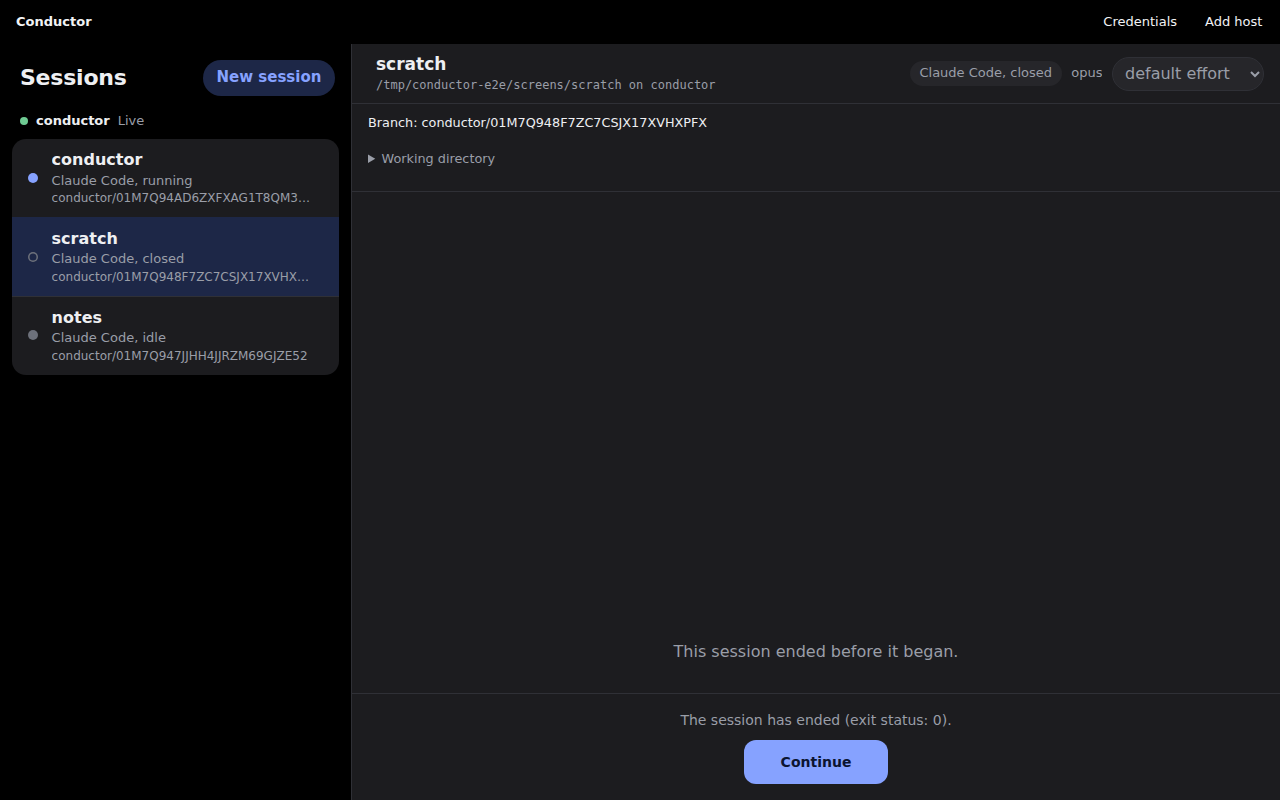 Conductor
Credentials
Add host
Sessions
New session
conductor Live
conductor
Claude Code, running
conductor/01M7Q94AD6ZXFXAG1T8QM3…
scratch
Claude Code, closed
conductor/01M7Q948F7ZC7CSJX17XVHX…
notes
Claude Code, idle
conductor/01M7Q947JJHH4JJRZM69GJZE52
scratch
/tmp/conductor-e2e/screens/scratch on conductor
Claude Code, closed
opus
default effort
Branch: conductor/01M7Q948F7ZC7CSJX17XVHXPFX
Working directory
This session ended before it began.
The session has ended (exit status: 0).
Continue